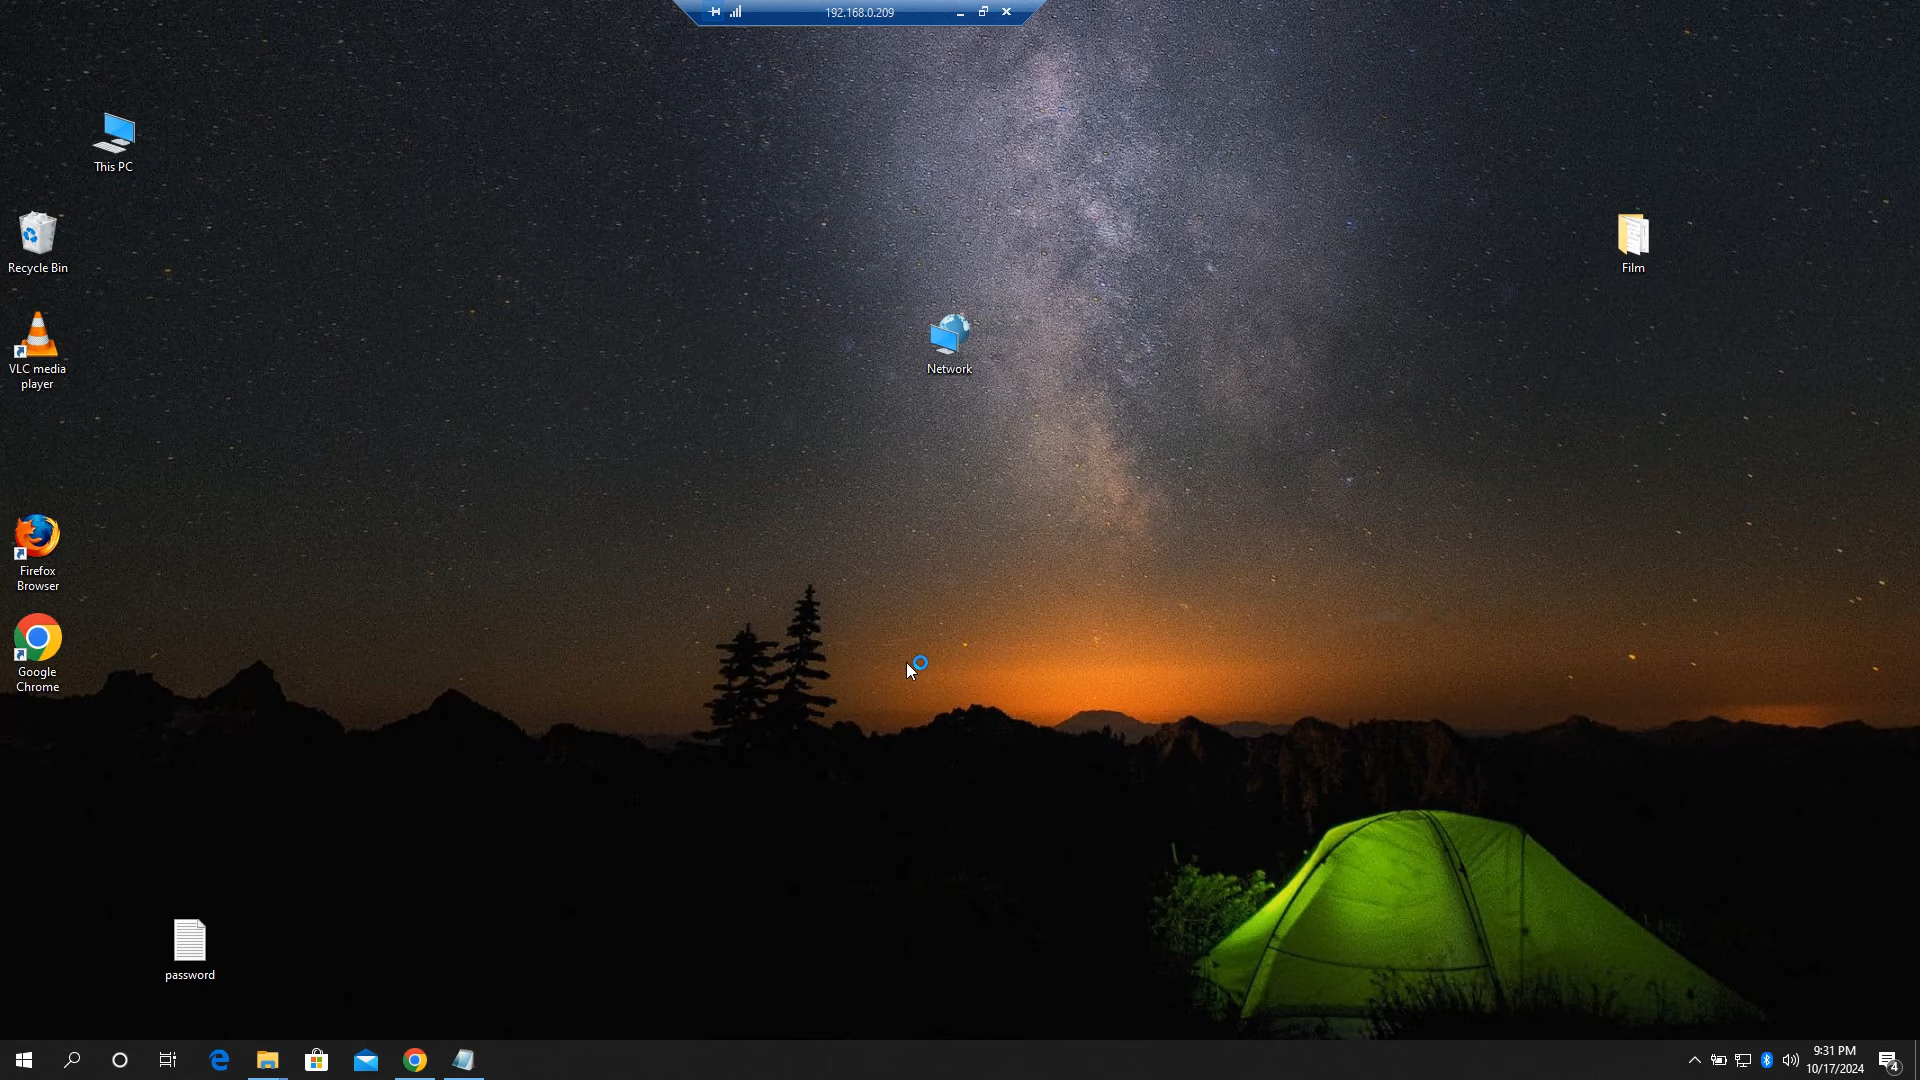 192.168.0.209
This PC
Recycle Bin
VLC media
player
Network
Film
Firefox
Browser
Google
Chrome
password
9:31 PM
10/17/2024
4